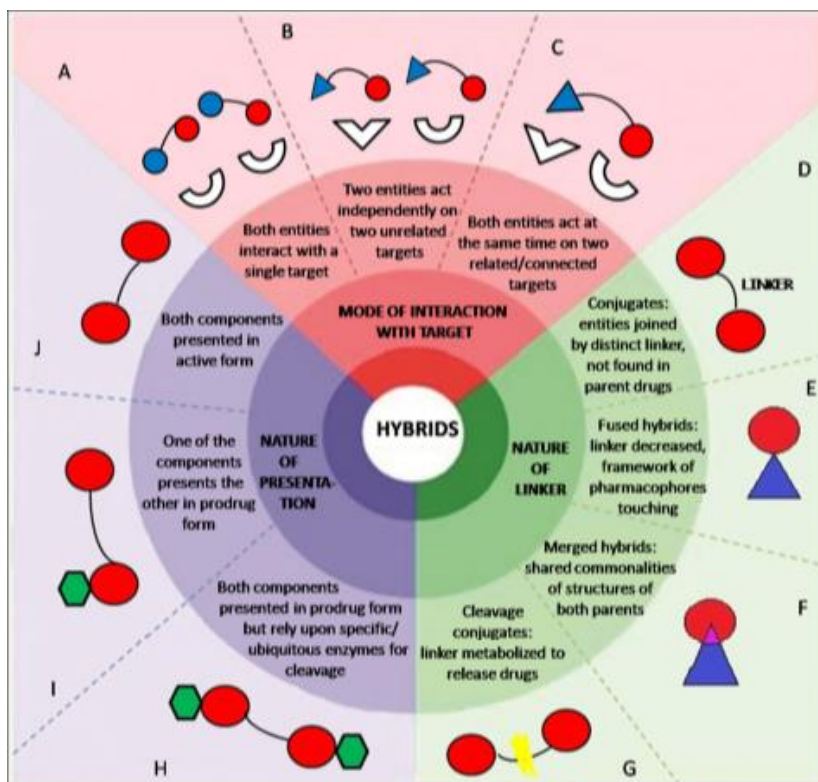 A
B
C
D
E
F
G
H
I
J
LINKER
Both entities
interact with a
single target
Two entities act
independently on
two unrelated
targets
Both entities act at
the same time on two
related/connected
targets
MODE OF INTERACTION
WITH TARGET
Conjugates:
entities joined
by distinct linker,
not found in
parent drugs
Fused hybrids:
linker decreased,
framework of
pharmacophores
touching
Merged hybrids:
shared commonalities
of structures of
both parents
Cleavage
conjugates:
linker metabolized to
release drugs
NATURE
OF
LINKER
HYBRIDS
NATURE
OF
PRESENTA-
TION
Both components
presented in
active form
One of the
components
presents the
other in prodrug
form
Both components
presented in prodrug form
but rely upon specific/
ubiquitous enzymes for
cleavage